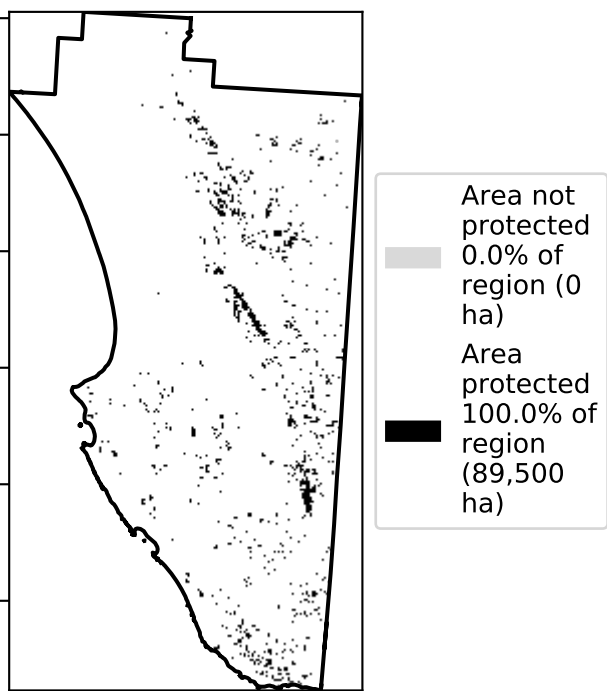 Area not
protected
0.0% of
region (0
ha)
Area
protected
100.0% of
region
(89,500
ha)